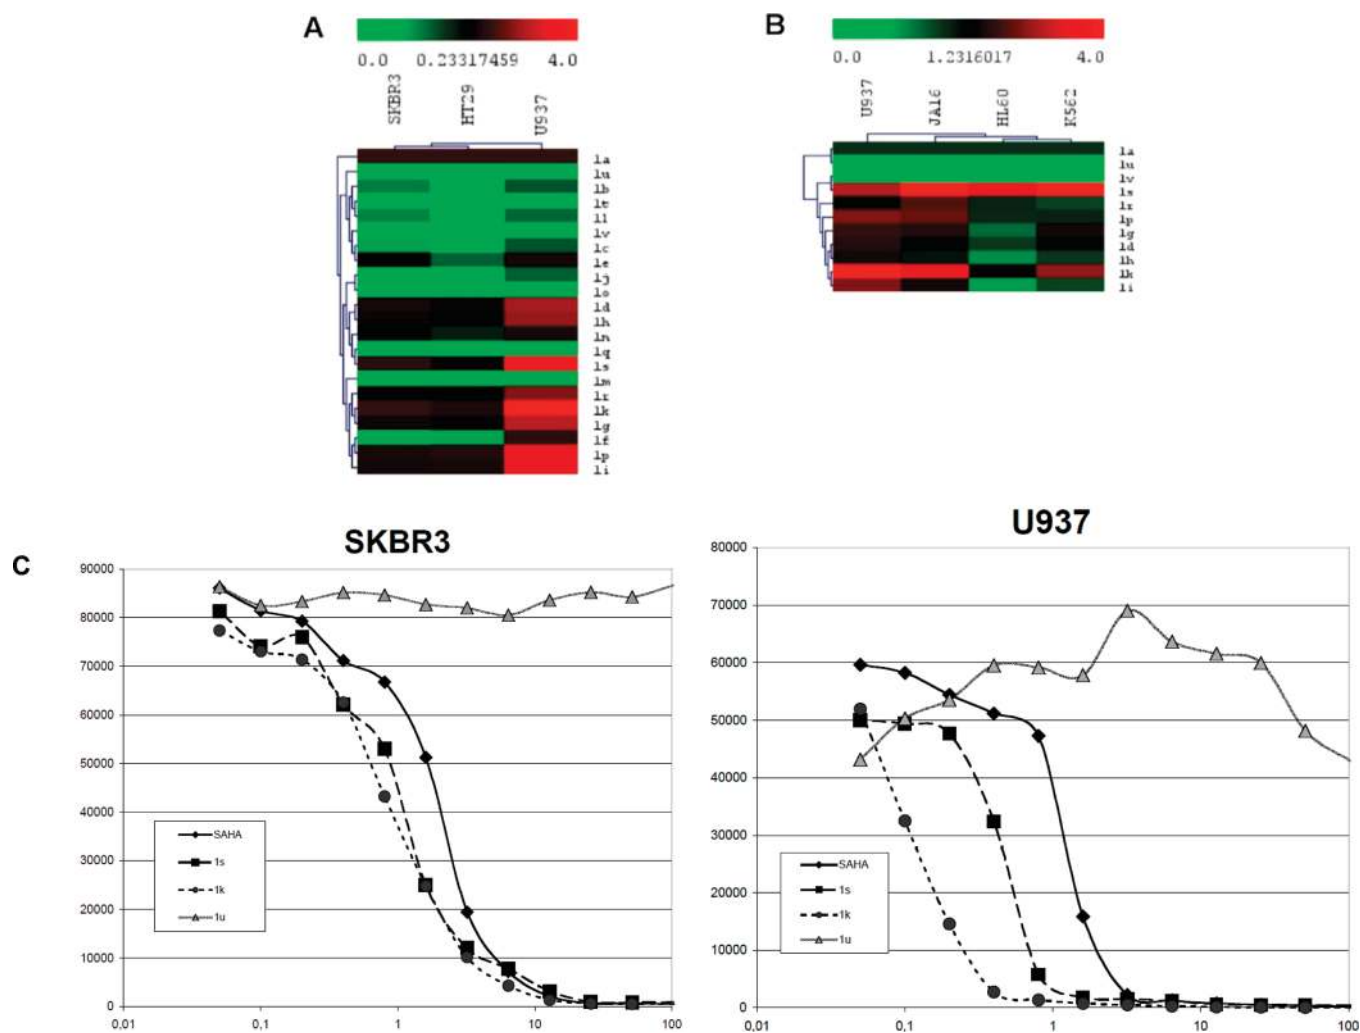 A
0.0 0.23317459 4.0
SKBR3
HT29
U937
1a
1u
1b
1t
1l
1v
1c
1e
1j
1o
1d
1h
1n
1q
1s
1m
1r
1k
1g
1f
1p
1i
B
0.0 1.2316017 4.0
U937
JA16
HL60
K562
1a
1u
1v
1s
1r
1p
1g
1d
1h
1k
1i
C
SKBR3
90000
80000
70000
60000
50000
40000
30000
20000
10000
0
0,01 0,1 1 10 100
SAHA
1s
1k
1u
U937
80000
70000
60000
50000
40000
30000
20000
10000
0
0,01 0,1 1 10 100
SAHA
1s
1k
1u